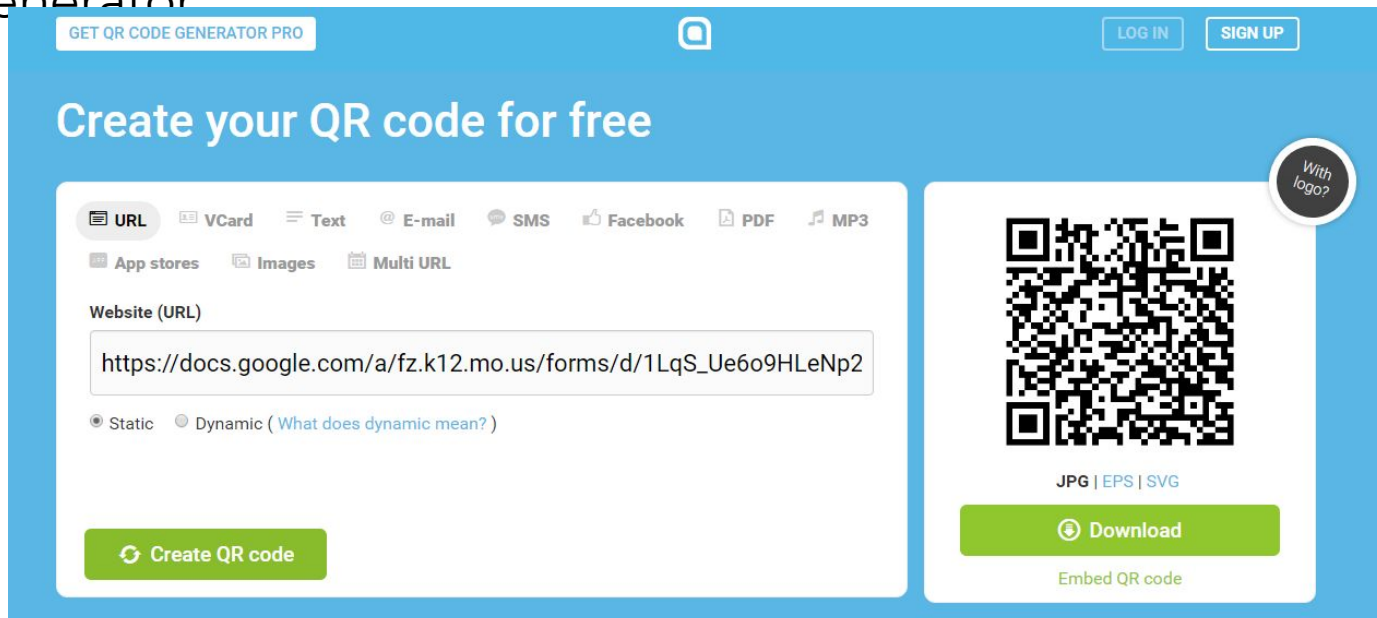 GET QR CODE GENERATOR PRO
LOG IN SIGN UP
Create your QR code for free
With
logo?
URL VCard Text E-mail SMS Facebook PDF MP3
App stores Images Multi URL
Website (URL)
https://docs.google.com/a/fz.k12.mo.us/forms/d/1LqS_Ue6o9HLeNp2
Static Dynamic ( What does dynamic mean? )
JPG | EPS | SVG
Create QR code
Download
Embed QR code